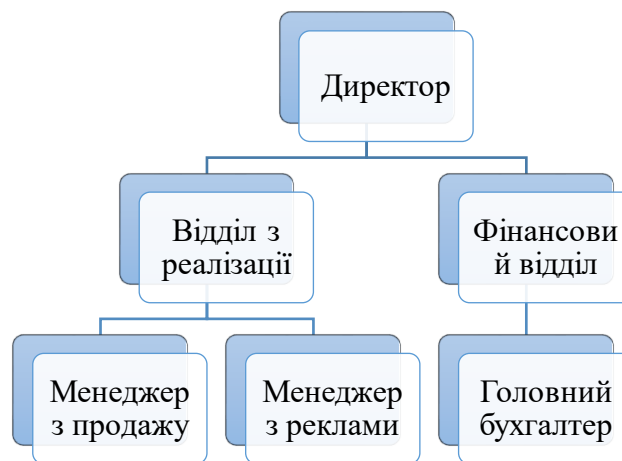 Директор
Відділ з
реалізації
Фінансови
й відділ
Менеджер
з продажу
Менеджер
з реклами
Головний
бухгалтер